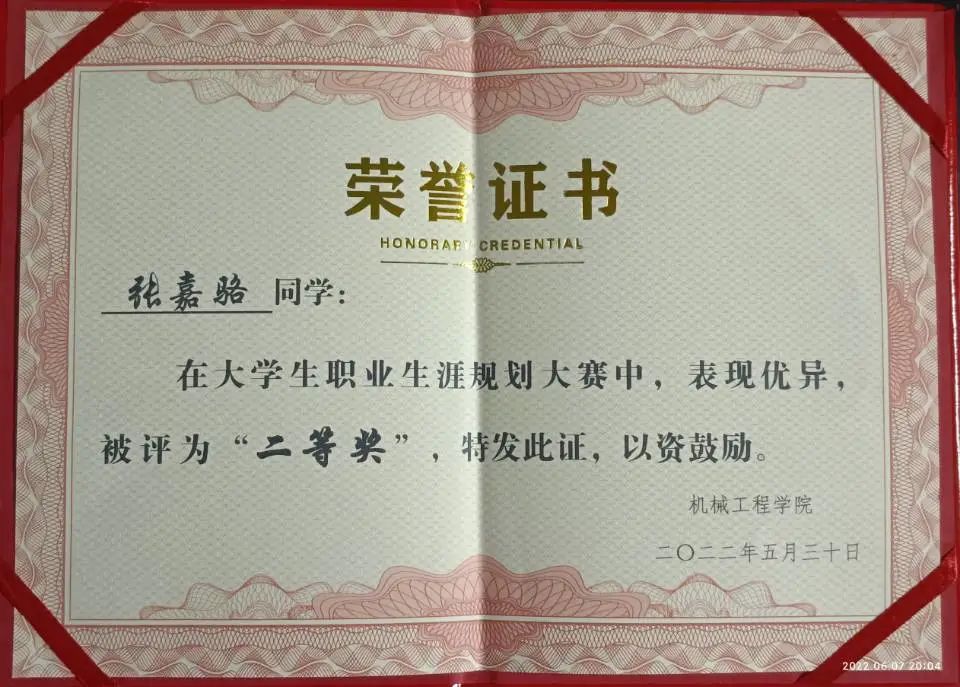 荣誉证书
HONORARY CREDENTIAL
张嘉骆 同学：
在大学生职业生涯规划大赛中，表现优异，
被评为“二等奖”，特发此证，以资鼓励。
机械工程学院
二〇二二年五月三十日
2022.06.07 20:04